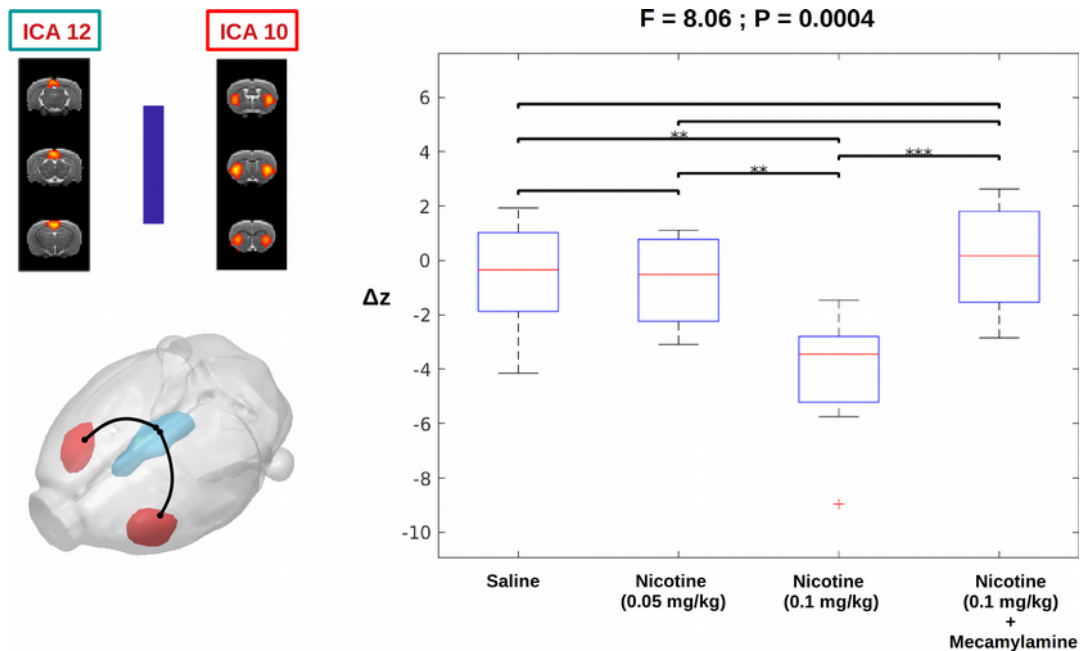 ICA 12
ICA 10
F = 8.06 ; P = 0.0004
6
4
2
0
-2
-4
-6
-8
-10
Δz
**
***
**
Saline
Nicotine
(0.05 mg/kg)
Nicotine
(0.1 mg/kg)
Nicotine
(0.1 mg/kg)
+
Mecamylamine